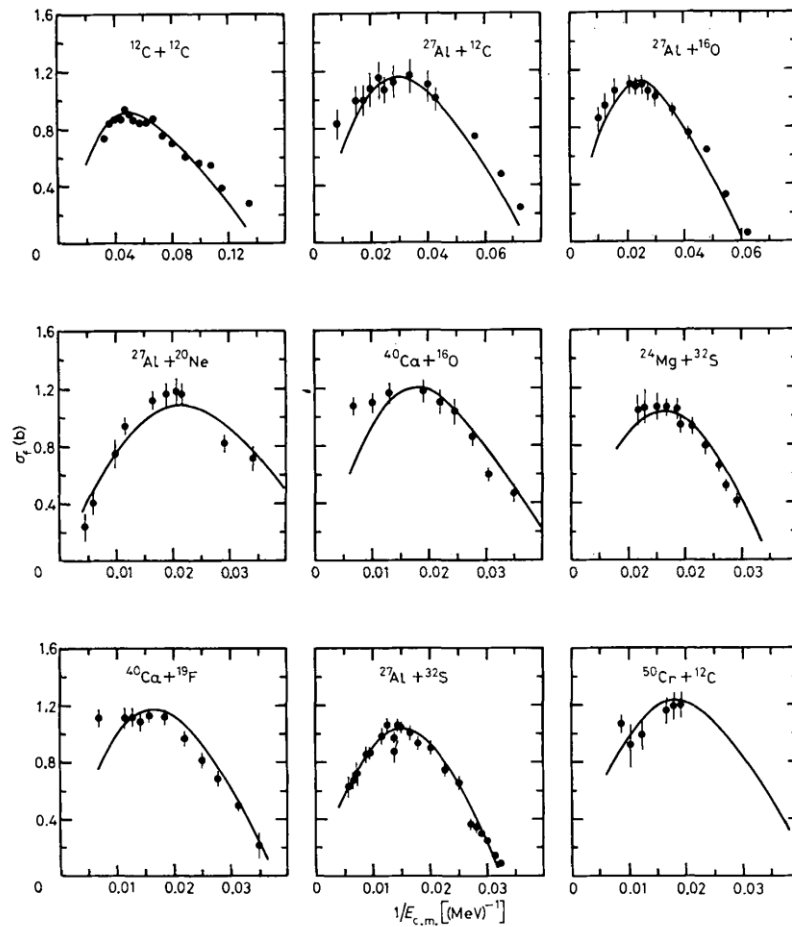 1.6
¹²C + ¹²C
²⁷Al + ¹²C
²⁷Al + ¹⁶O
1.2
0.8
0.4
0 0.04 0.08 0.12
0 0.02 0.04 0.06
0 0.02 0.04 0.06
1.6
²⁷Al + ²⁰Ne
⁴⁰Ca + ¹⁶O
²⁴Mg + ³²S
1.2
σ_f (b)
0.8
0.4
0 0.01 0.02 0.03
0 0.01 0.02 0.03
0 0.02 0.02 0.03
1.6
⁴⁰Ca + ¹⁹F
²⁷Al + ³²S
⁵⁰Cr + ¹²C
1.2
0.8
0.4
0 0.01 0.02 0.03
0 0.01 0.02 0.03
0 0.01 0.02 0.03
1/E_c.m. [(MeV)⁻¹]